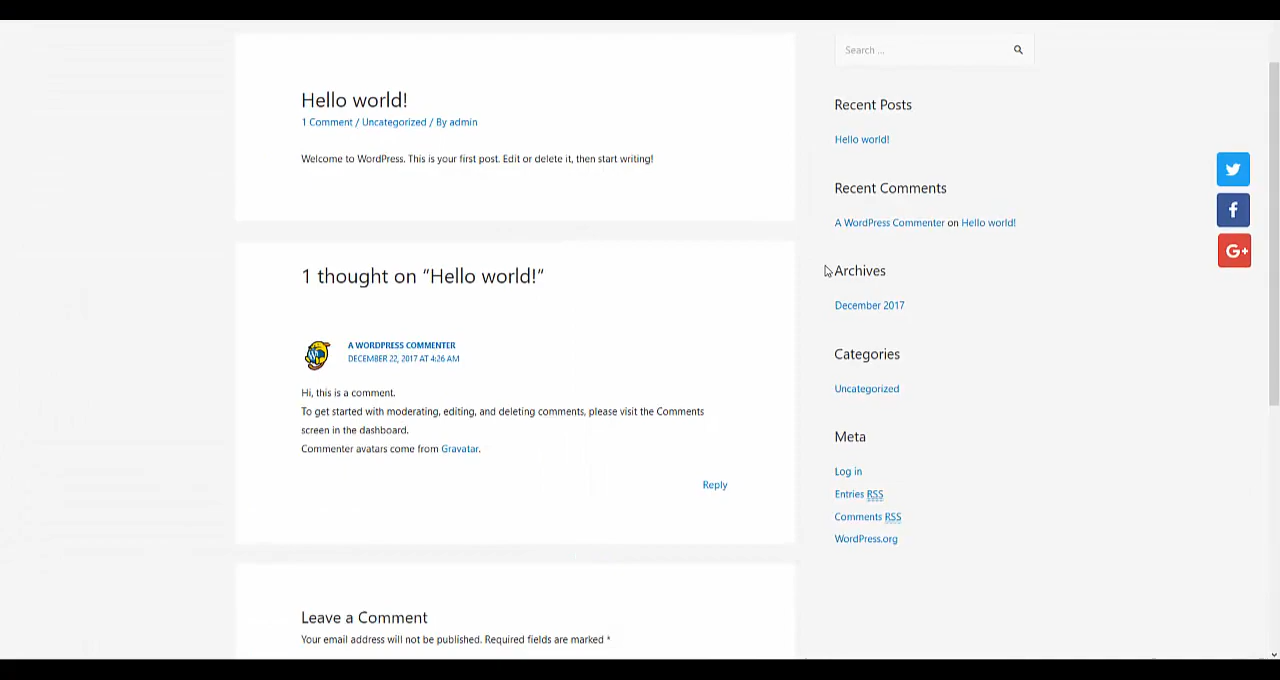 Hello world!
1 Comment / Uncategorized / By admin
Welcome to WordPress. This is your first post. Edit or delete it, then start writing!
1 thought on “Hello world!”
A WORDPRESS COMMENTER
DECEMBER 22, 2017 AT 4:26 AM
Hi, this is a comment.
To get started with moderating, editing, and deleting comments, please visit the Comments
screen in the dashboard.
Commenter avatars come from Gravatar.
Reply
Leave a Comment
Your email address will not be published. Required fields are marked *
Search ...
Recent Posts
Hello world!
Recent Comments
A WordPress Commenter on Hello world!
Archives
December 2017
Categories
Uncategorized
Meta
Log in
Entries RSS
Comments RSS
WordPress.org
f
G+